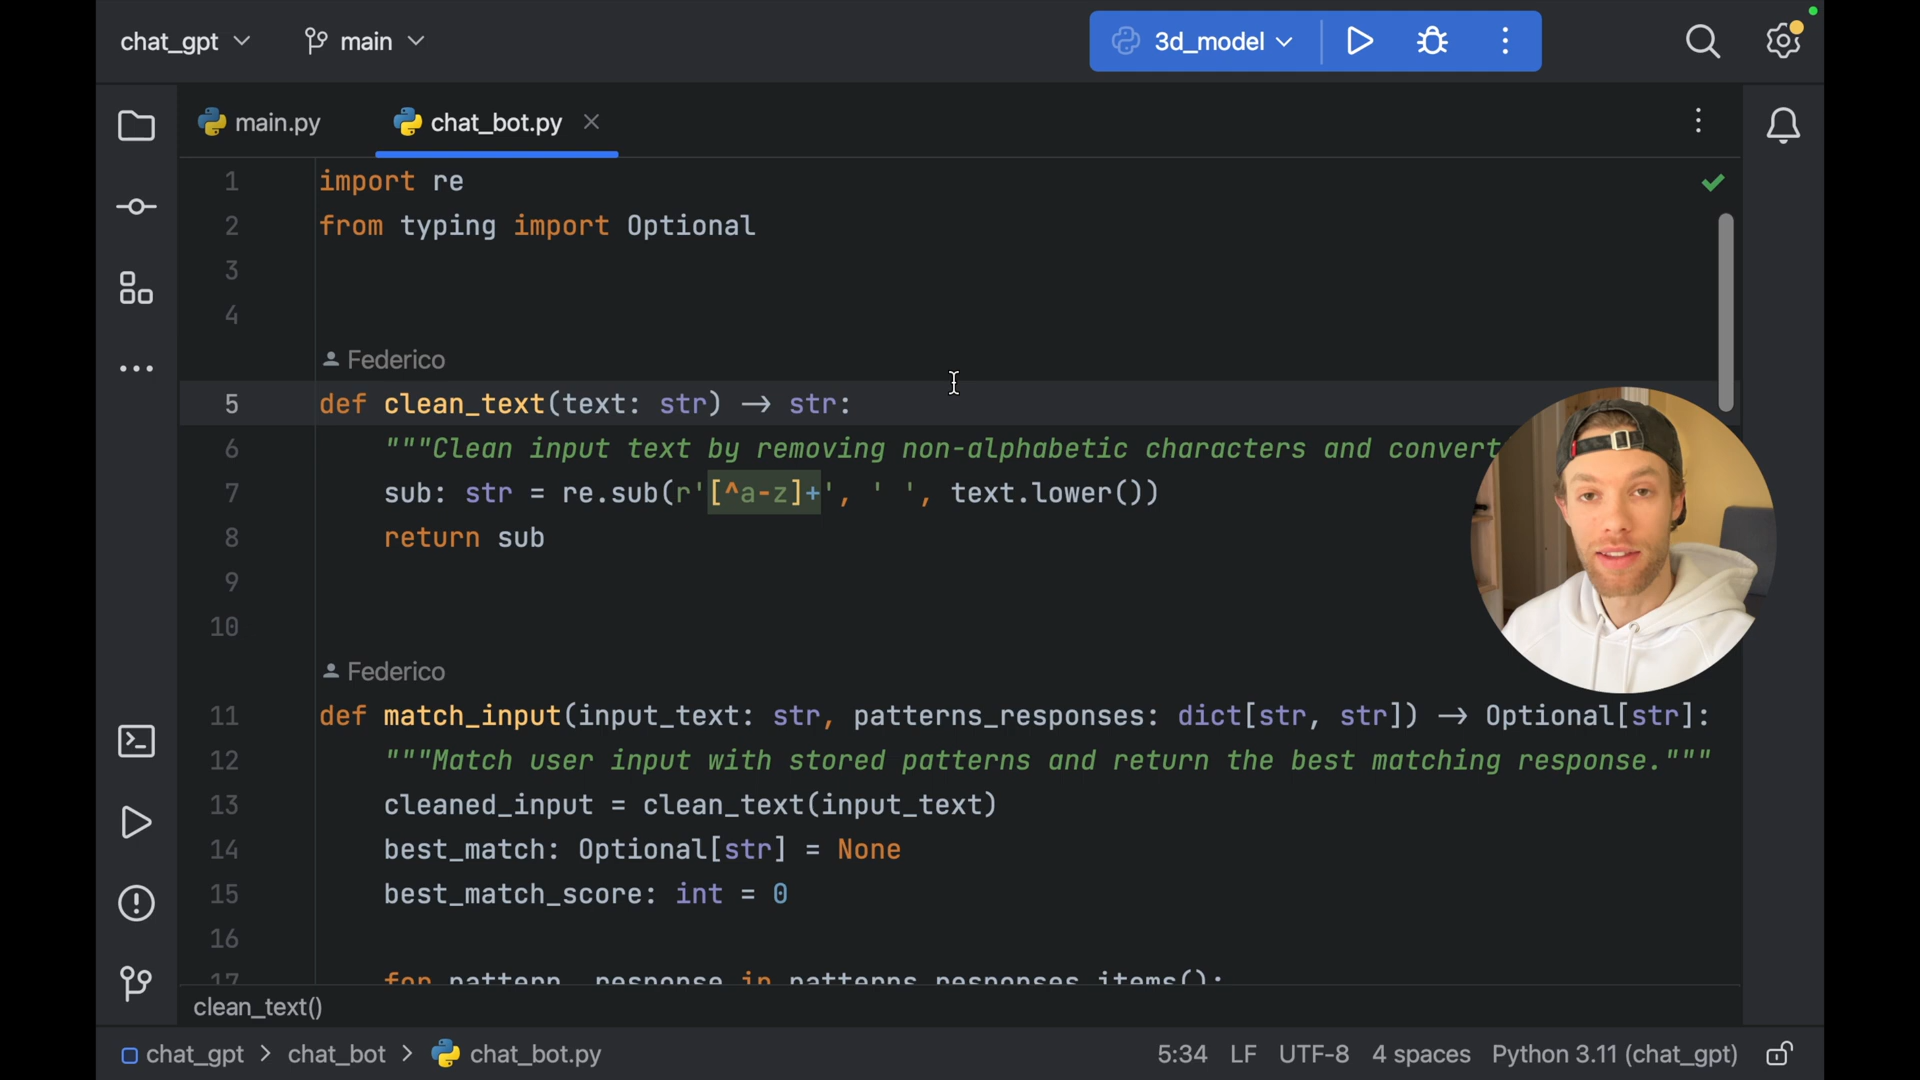 chat_gpt main 3d_model
main.py chat_bot.py
1 import re
2 from typing import Optional
3
4
Federico
5 def clean_text(text: str) → str:
6 """Clean input text by removing non-alphabetic characters and convert
7 sub: str = re.sub(r'[^a-z]+', ' ', text.lower())
8 return sub
9
10
Federico
11 def match_input(input_text: str, patterns_responses: dict[str, str]) → Optional[str]:
12 """Match user input with stored patterns and return the best matching response."""
13 cleaned_input = clean_text(input_text)
14 best_match: Optional[str] = None
15 best_match_score: int = 0
16
17 for pattern, response in patterns_responses.items():
clean_text()
chat_gpt > chat_bot > chat_bot.py 5:34 LF UTF-8 4 spaces Python 3.11 (chat_gpt)